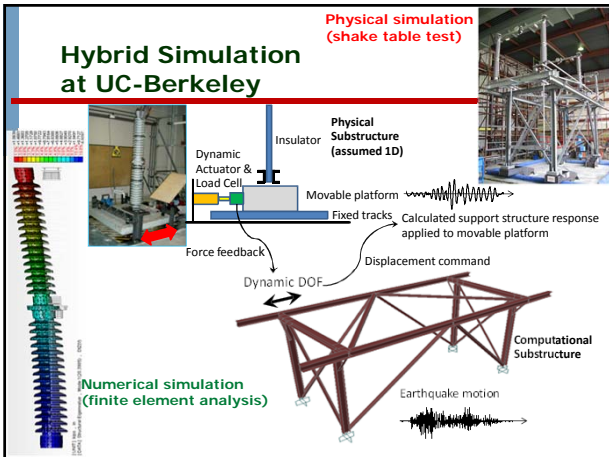 Physical simulation
(shake table test)
Hybrid Simulation
at UC-Berkeley
Insulator
Physical
Substructure
(assumed 1D)
Dynamic
Actuator &
Load Cell
Movable platform
Fixed tracks
Calculated support structure response
applied to movable platform
Force feedback
Displacement command
Dynamic DOF
Computational
Substructure
Numerical simulation
(finite element analysis)
Earthquake motion